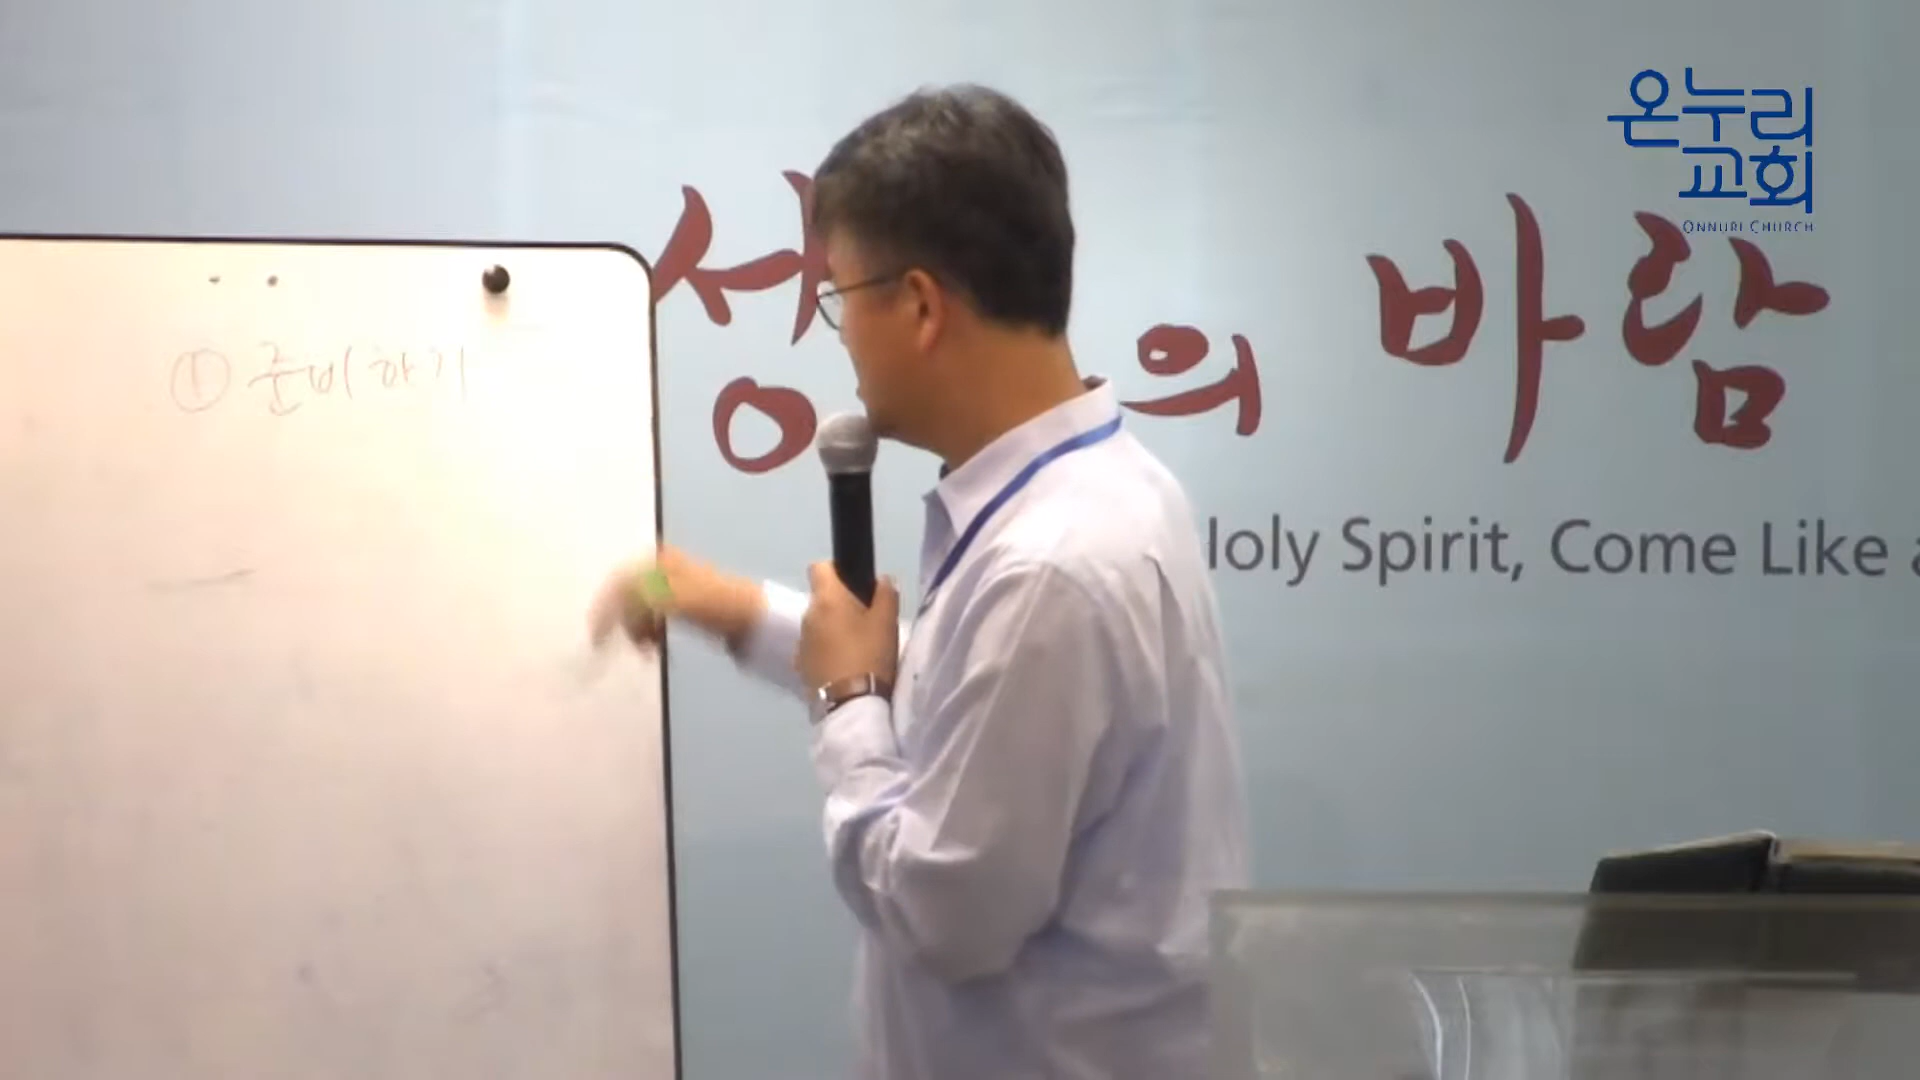 온누리
교회
ONNURI CHURCH
① 준비하기
성 의 바람
Holy Spirit, Come Like a